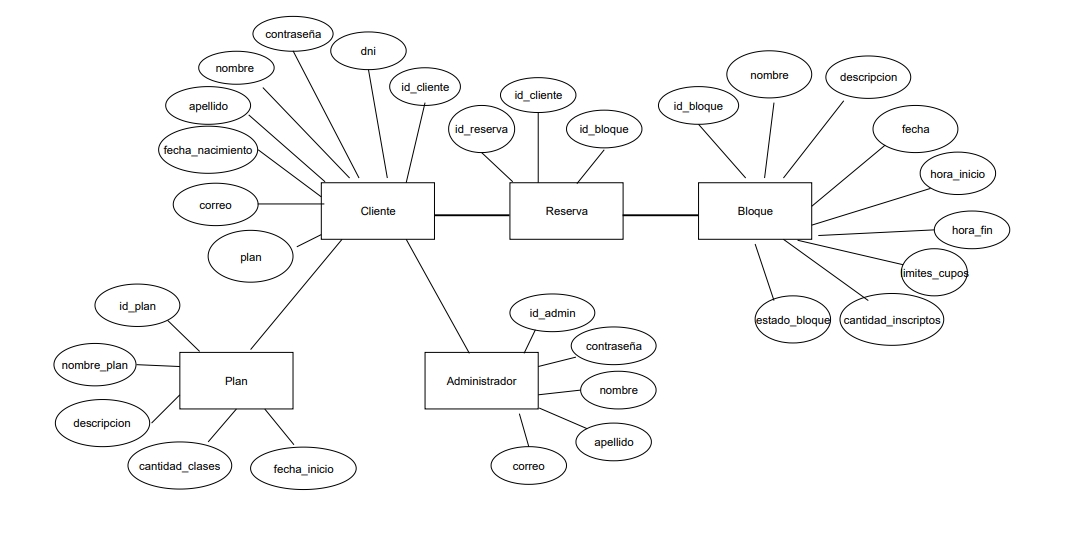 contraseña
dni
nombre
id_cliente
apellido
fecha_nacimiento
correo
plan
Cliente
id_reserva
id_cliente
id_bloque
Reserva
id_bloque
nombre
descripcion
fecha
hora_inicio
hora_fin
limites_cupos
cantidad_inscriptos
estado_bloque
Bloque
id_plan
nombre_plan
descripcion
cantidad_clases
fecha_inicio
Plan
id_admin
contraseña
nombre
apellido
correo
Administrador